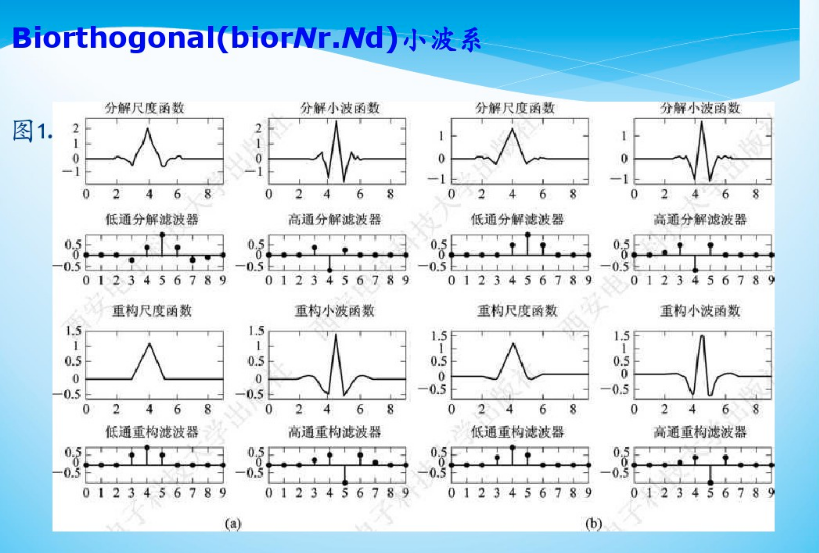 Biorthogonal(biorNr.Nd)小波系
图1.
分解尺度函数 分解小波函数 分解尺度函数 分解小波函数
2 2
1 1 1 1
0 0 0 0
−1 −1 −1 −1
0 2 4 6 8 0 2 4 6 8 0 2 4 6 8 0 2 4 6 8
低通分解滤波器 高通分解滤波器 低通分解滤波器 高通分解滤波器
0.5 0.5 0.5 0.5
0 0 0 0
−0.5 −0.5 −0.5 −0.5
0 1 2 3 4 5 6 7 8 9 0 1 2 3 4 5 6 7 8 9 0 1 2 3 4 5 6 7 8 9 0 1 2 3 4 5 6 7 8 9
重构尺度函数 重构小波函数 重构尺度函数 重构小波函数
1.5 1.5 1.5 1.5
1 1 1 1
0.5 0.5 0.5 0.5
0 0 0 0
−0.5 −0.5 −0.5 −0.5
0 2 4 6 8 0 2 4 6 8 0 2 4 6 8 0 2 4 6 8
低通重构滤波器 高通重构滤波器 低通重构滤波器 高通重构滤波器
0.5 0.5 0.5 0.5
0 0 0 0
−0.5 −0.5 −0.5 −0.5
0 1 2 3 4 5 6 7 8 9 0 1 2 3 4 5 6 7 8 9 0 1 2 3 4 5 6 7 8 9 0 1 2 3 4 5 6 7 8 9
(a) (b)